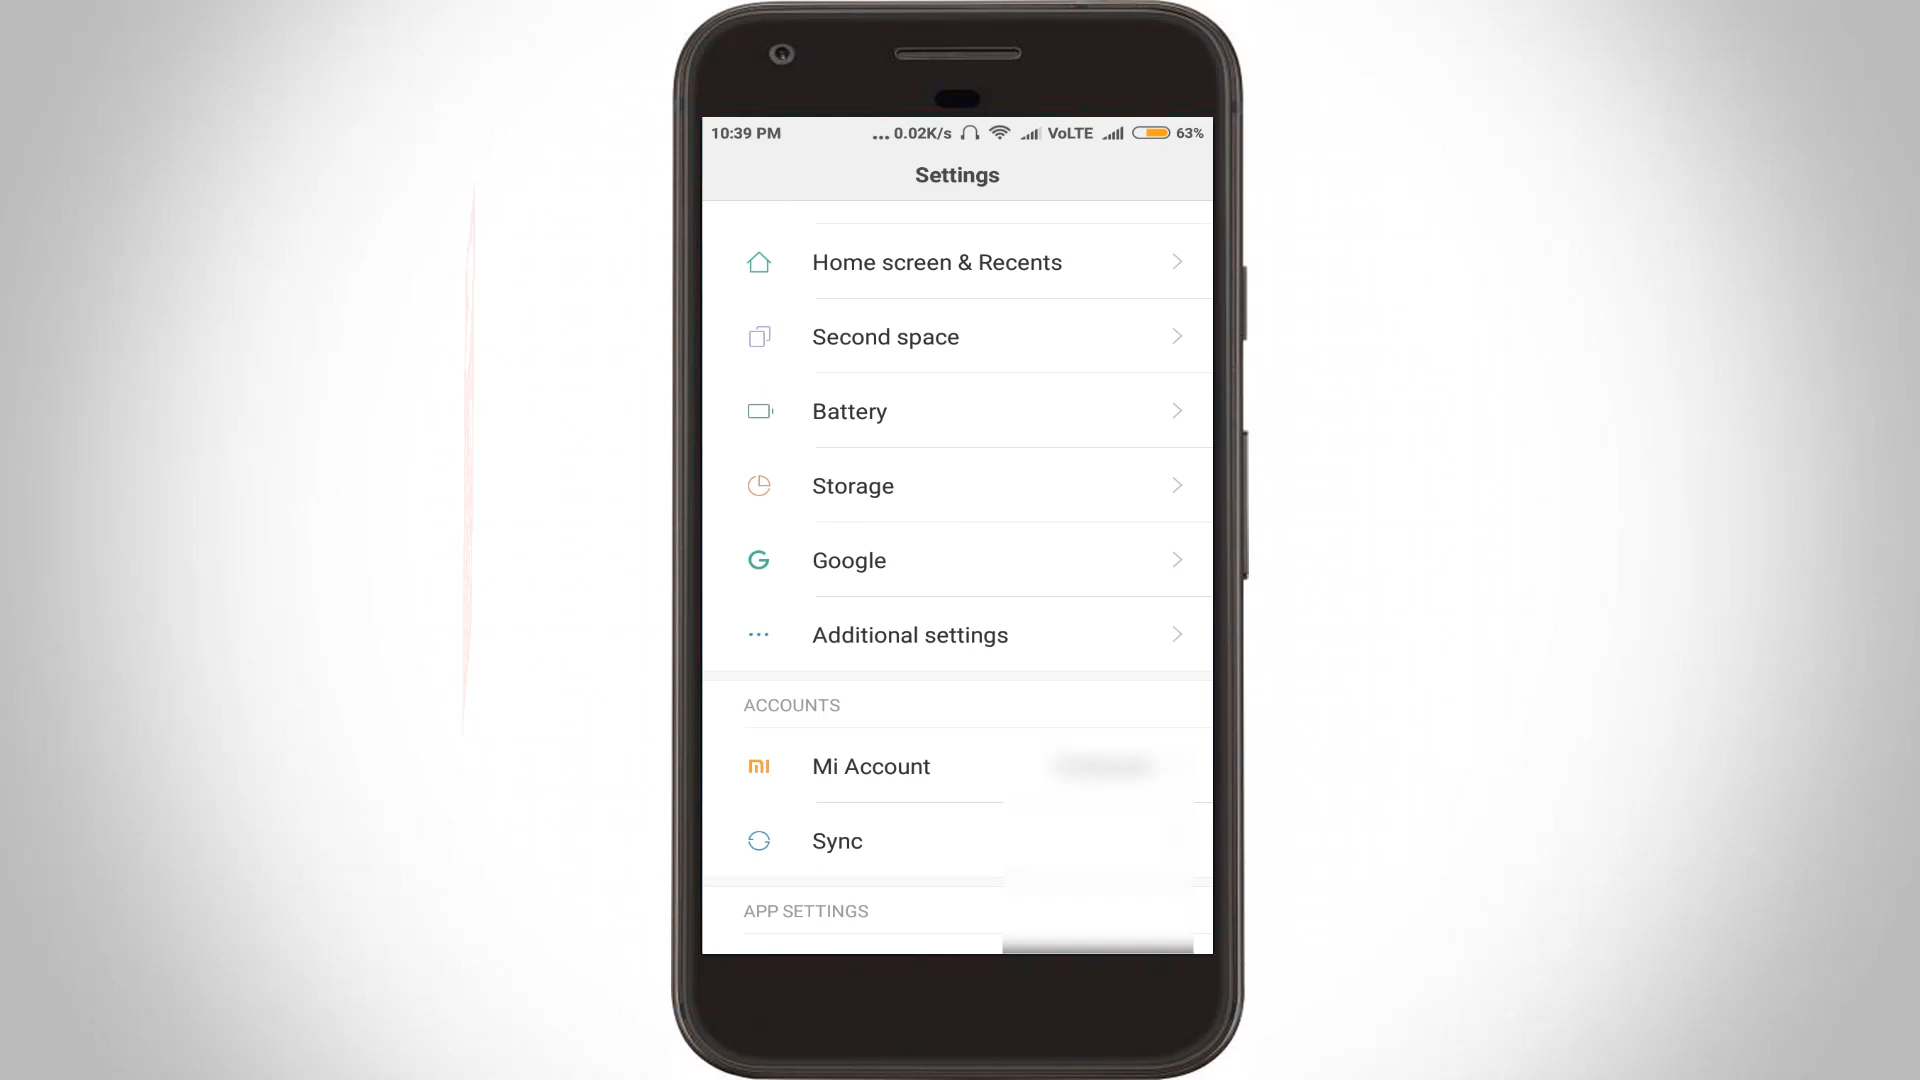 10:39 PM ... 0.02K/s VoLTE 63%
Settings
Home screen & Recents
Second space
Battery
Storage
Google
Additional settings
ACCOUNTS
Mi Account
Sync
APP SETTINGS